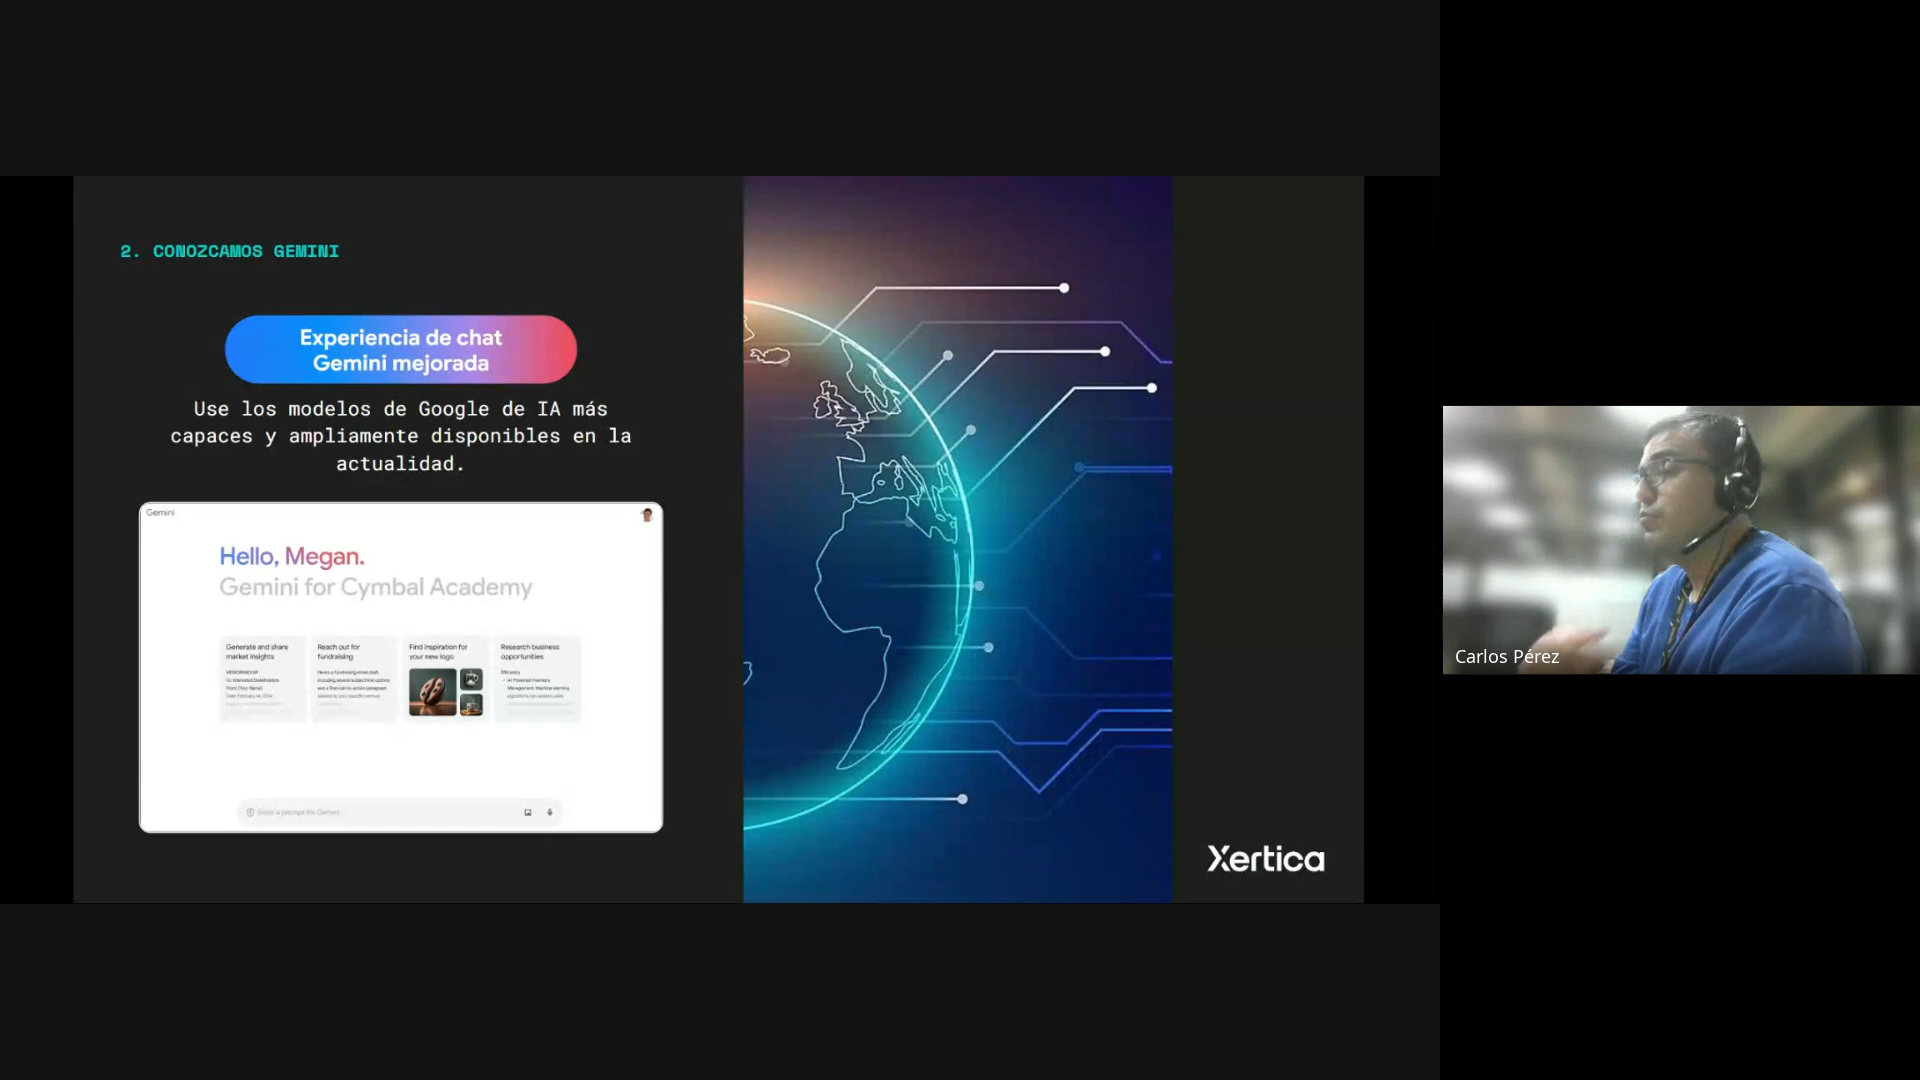 2. CONOZCAMOS GEMINI
Experiencia de chat
Gemini mejorada
Use los modelos de Google de IA más
capaces y ampliamente disponibles en la
actualidad.
Gemini
Hello, Megan.
Gemini for Cymbal Academy
Generate and share
market insights
Reach out for
fundraising
Find inspiration for
your new logo
Research business
opportunities
Xertica
Carlos Pérez